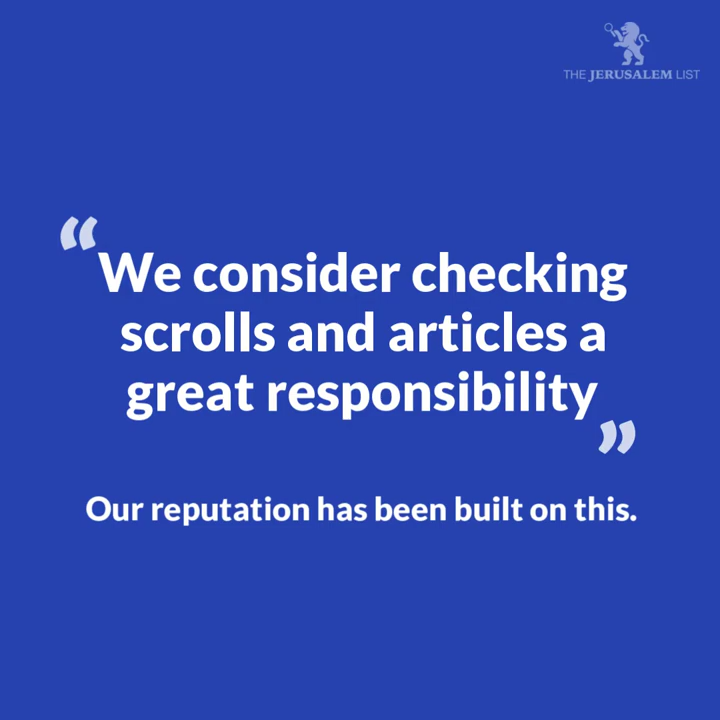 THE JERUSALEM LIST
“We consider checking
scrolls and articles a
great responsibility”
Our reputation has been built on this.